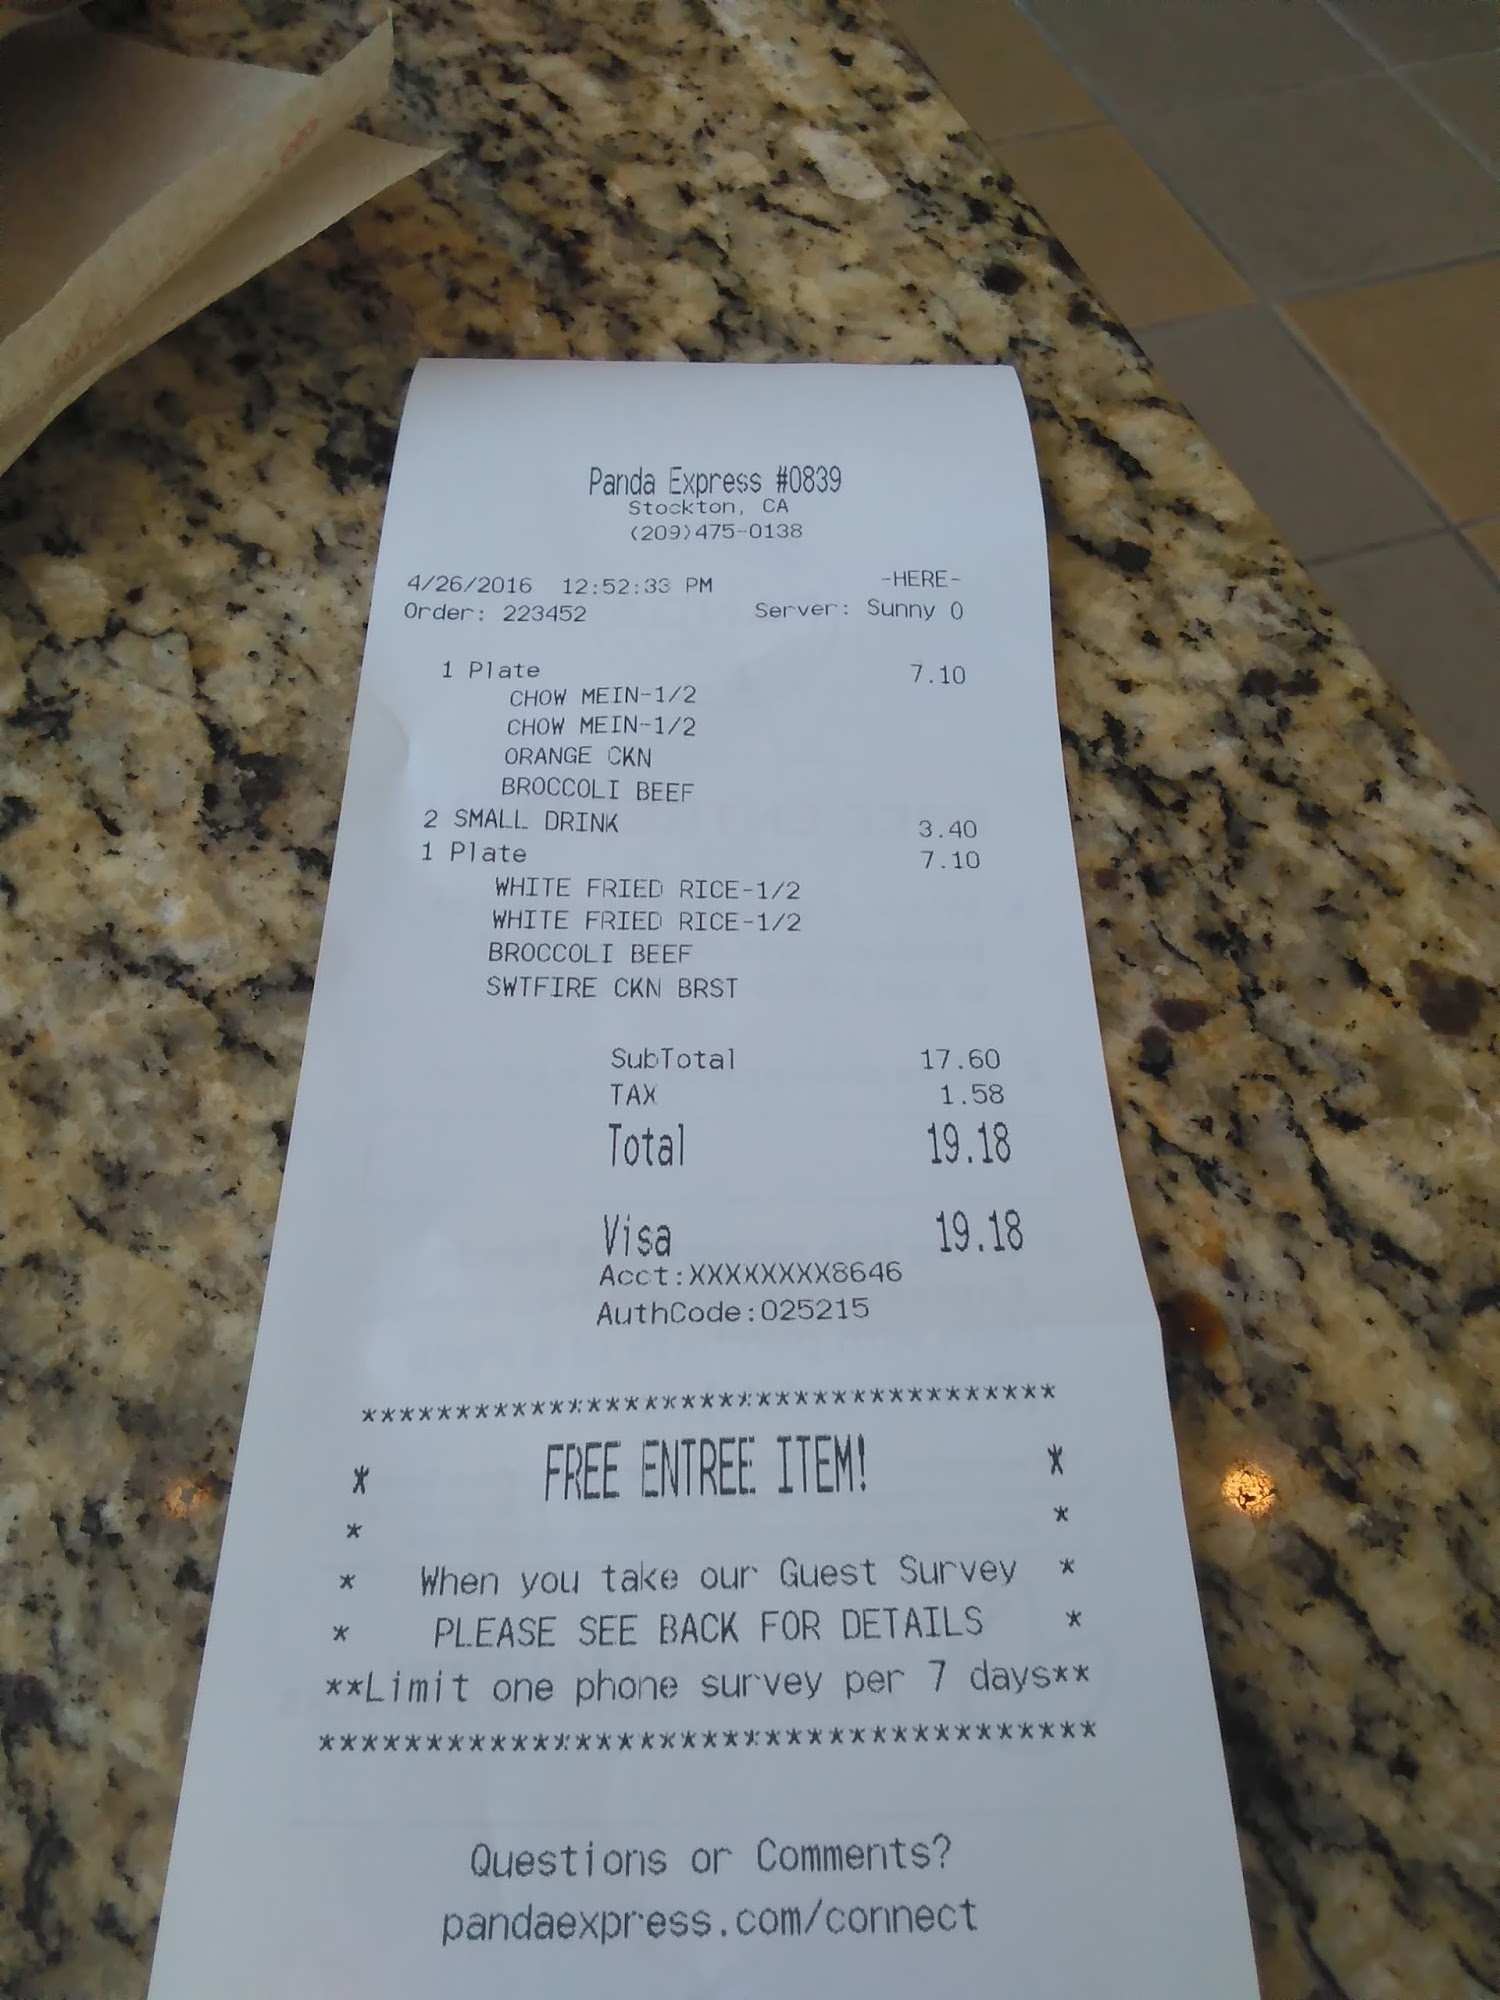 Panda Express #0839
Stockton, CA
(209)475-0138
4/26/2016 12:52:33 PM -HERE-
Order: 223452 Server: Sunny O
1 Plate 7.10
CHOW MEIN-1/2
CHOW MEIN-1/2
ORANGE CKN
BROCCOLI BEEF
2 SMALL DRINK 3.40
1 Plate 7.10
WHITE FRIED RICE-1/2
WHITE FRIED RICE-1/2
BROCCOLI BEEF
SWTFIRE CKN BRST
SubTotal 17.60
TAX 1.58
Total 19.18
Visa 19.18
Acct:XXXXXXXX8646
AuthCode:025215
****************************************
* FREE ENTREE ITEM! *
* *
* When you take our Guest Survey *
* PLEASE SEE BACK FOR DETAILS *
**Limit one phone survey per 7 days**
****************************************
Questions or Comments?
pandaexpress.com/connect